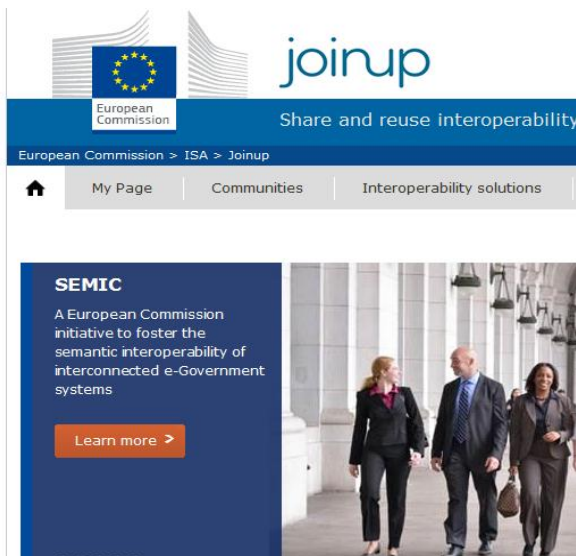 joinup
European
Commission
Share and reuse interoperability
European Commission > ISA > Joinup
My Page Communities Interoperability solutions
SEMIC
A European Commission
initiative to foster the
semantic interoperability of
interconnected e-Government
systems
Learn more >